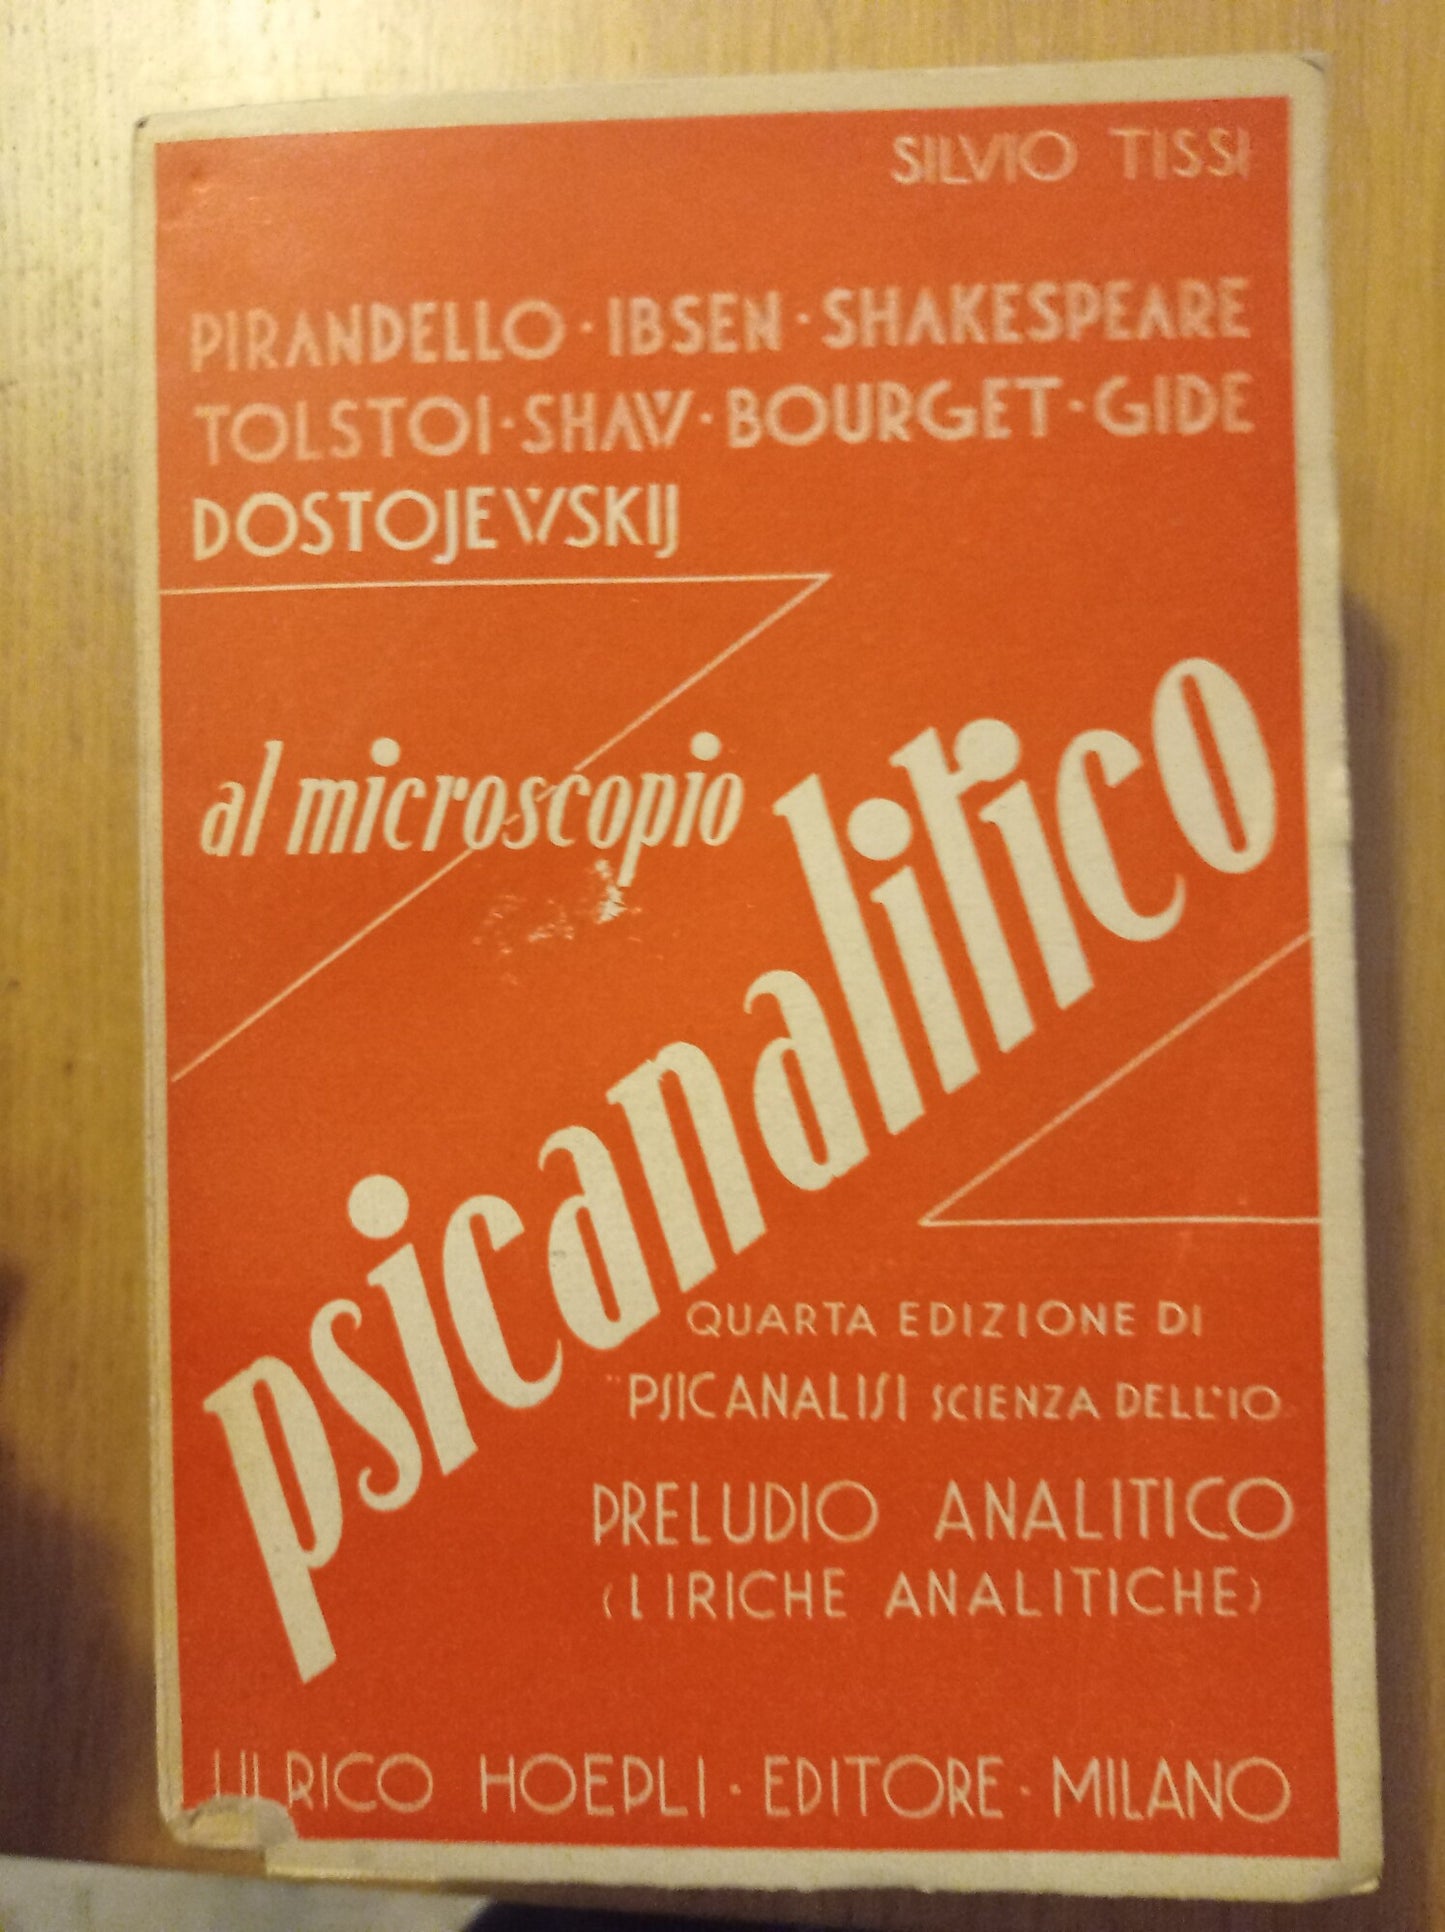 SILVIO TISSI
PIRANDELLO · IBSEN · SHAKESPEARE
TOLSTOI · SHAW · BOURGET · GIDE
DOSTOJEWSKIJ
al microscopio
psicanalitico
QUARTA EDIZIONE DI
"PSICANALISI SCIENZA DELL'IO
PRELUDIO ANALITICO
(LIRICHE ANALITICHE)
ULRICO HOEPLI · EDITORE · MILANO